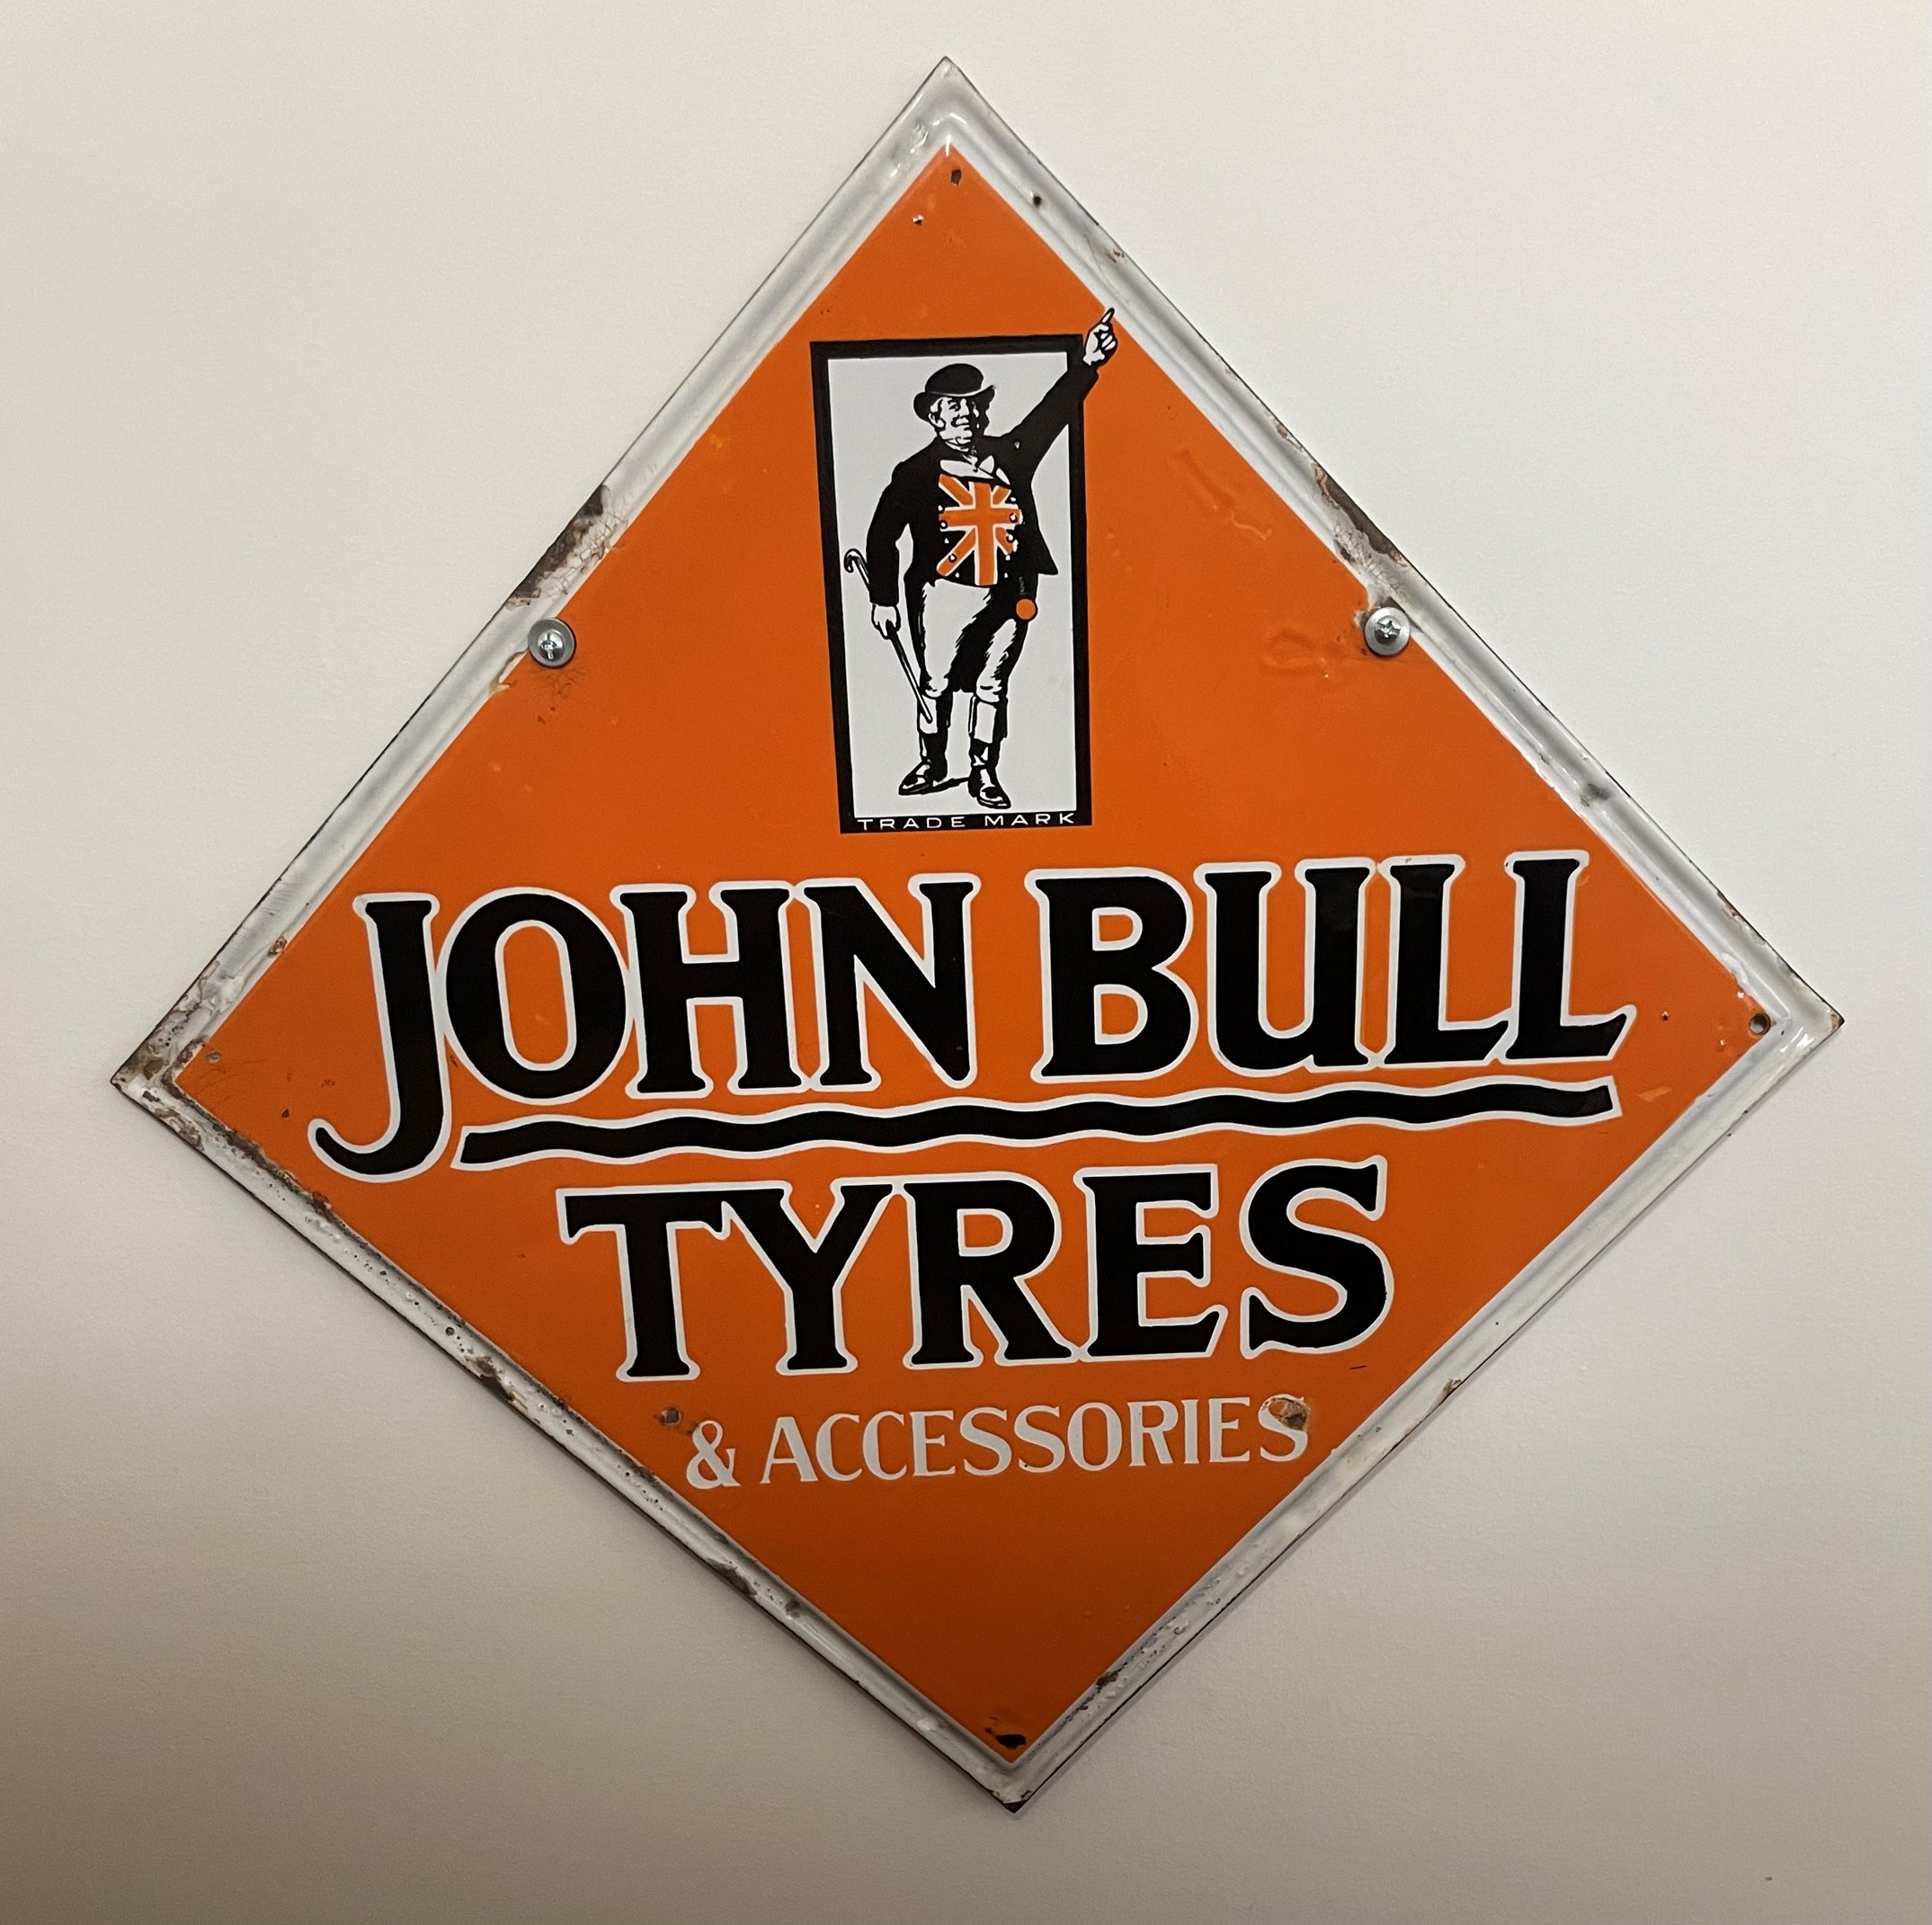 TRADE MARK
JOHN BULL
TYRES
& ACCESSORIES